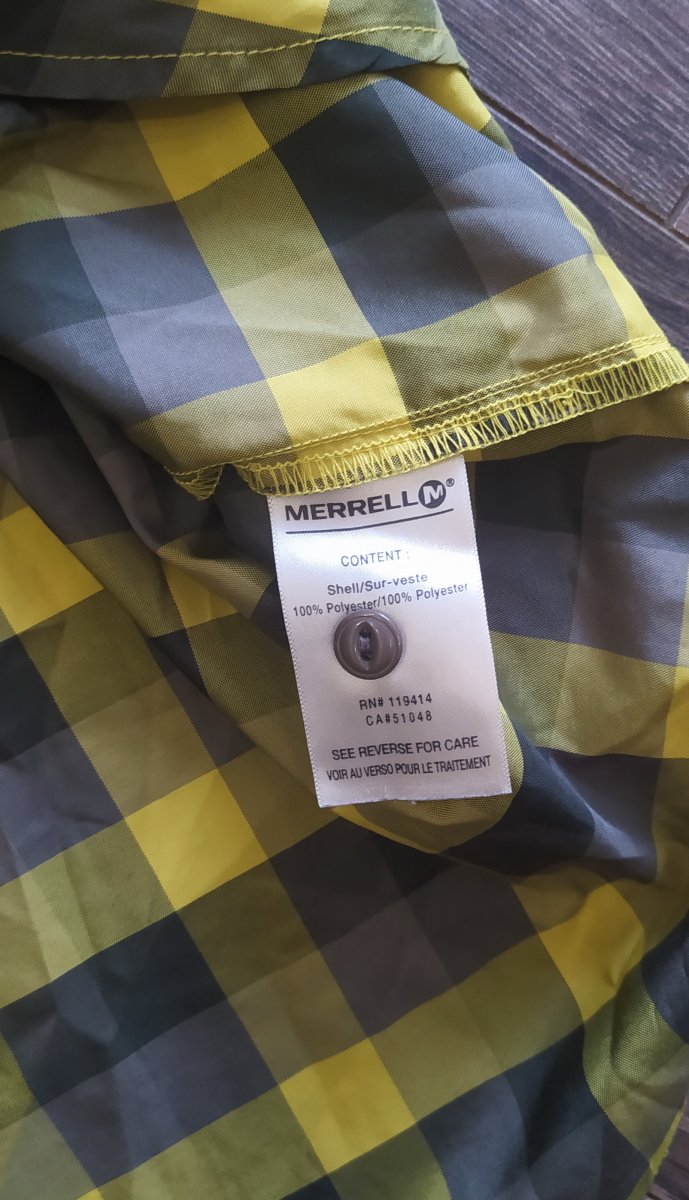 MERRELL M®
CONTENT :
Shell/Sur-veste
100% Polyester/100% Polyester
RN# 119414
CA#51048
SEE REVERSE FOR CARE
VOIR AU VERSO POUR LE TRAITEMENT